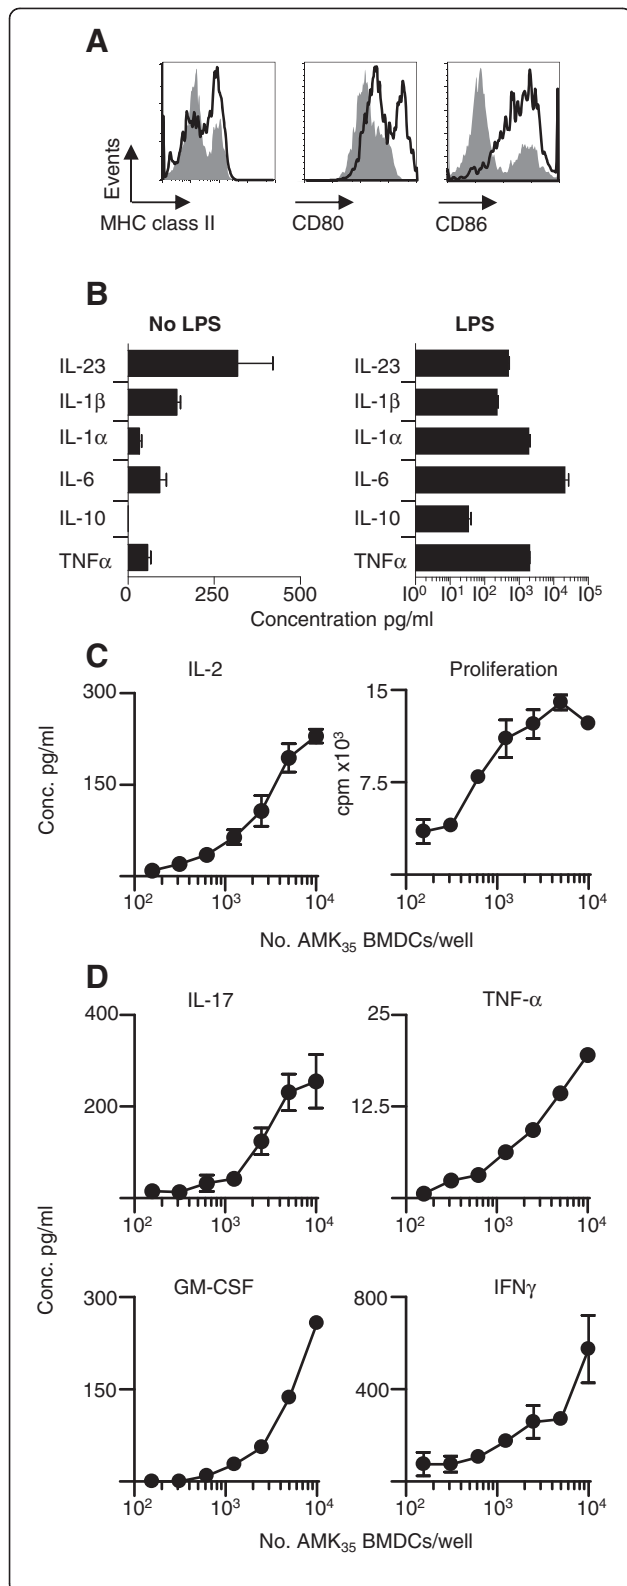 A
Events
MHC class II CD80 CD86
B
No LPS LPS
IL-23 IL-23
IL-1β IL-1β
IL-1α IL-1α
IL-6 IL-6
IL-10 IL-10
TNFα TNFα
0 250 500 10⁰ 10¹ 10² 10³ 10⁴ 10⁵
Concentration pg/ml
C
IL-2 Proliferation
Conc. pg/ml
300
150
cpm x10³
15
7.5
10² 10³ 10⁴ 10² 10³ 10⁴
No. AMK₃₅ BMDCs/well
D
IL-17 TNF-α
400 25
200 12.5
10² 10³ 10⁴ 10² 10³ 10⁴
Conc. pg/ml
GM-CSF IFNγ
300 800
150 400
10² 10³ 10⁴ 10² 10³ 10⁴
No. AMK₃₅ BMDCs/well